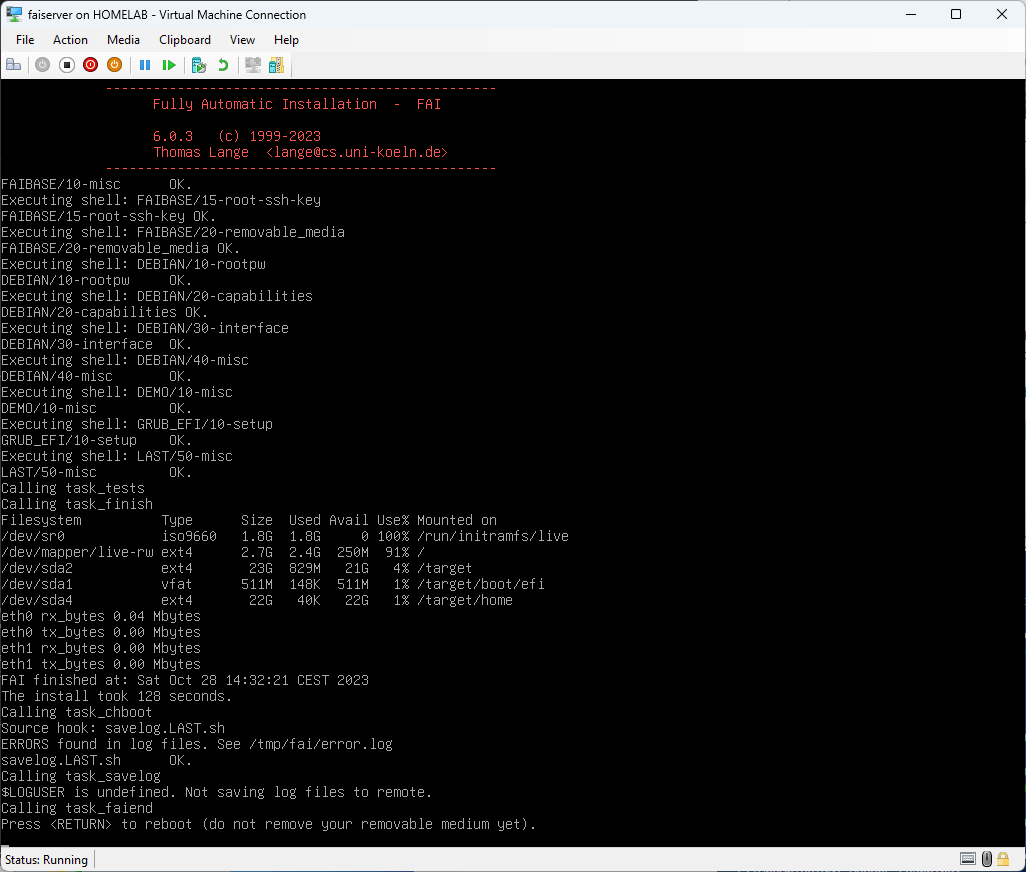 faiserver on HOMELAB - Virtual Machine Connection
File Action Media Clipboard View Help
-------------------------------------------------
Fully Automatic Installation  -  FAI
6.0.3   (c) 1999-2023
Thomas Lange  <lange@cs.uni-koeln.de>
-------------------------------------------------
FAIBASE/10-misc      OK.
Executing shell: FAIBASE/15-root-ssh-key
FAIBASE/15-root-ssh-key OK.
Executing shell: FAIBASE/20-removable_media
FAIBASE/20-removable_media OK.
Executing shell: DEBIAN/10-rootpw
DEBIAN/10-rootpw     OK.
Executing shell: DEBIAN/20-capabilities
DEBIAN/20-capabilities OK.
Executing shell: DEBIAN/30-interface
DEBIAN/30-interface  OK.
Executing shell: DEBIAN/40-misc
DEBIAN/40-misc       OK.
Executing shell: DEMO/10-misc
DEMO/10-misc         OK.
Executing shell: GRUB_EFI/10-setup
GRUB_EFI/10-setup    OK.
Executing shell: LAST/50-misc
LAST/50-misc         OK.
Calling task_tests
Calling task_finish
Filesystem          Type      Size  Used Avail Use% Mounted on
/dev/sr0            iso9660   1.8G  1.8G     0 100% /run/initramfs/live
/dev/mapper/live-rw ext4      2.7G  2.4G  250M  91% /
/dev/sda2           ext4       23G  829M   21G   4% /target
/dev/sda1           vfat      511M  148K  511M   1% /target/boot/efi
/dev/sda4           ext4       22G   40K   22G   1% /target/home
eth0 rx_bytes 0.04 Mbytes
eth0 tx_bytes 0.00 Mbytes
eth1 rx_bytes 0.00 Mbytes
eth1 tx_bytes 0.00 Mbytes
FAI finished at: Sat Oct 28 14:32:21 CEST 2023
The install took 128 seconds.
Calling task_chboot
Source hook: savelog.LAST.sh
ERRORS found in log files. See /tmp/fai/error.log
savelog.LAST.sh      OK.
Calling task_savelog
$LOGUSER is undefined. Not saving log files to remote.
Calling task_faiend
Press <RETURN> to reboot (do not remove your removable medium yet).
Status: Running